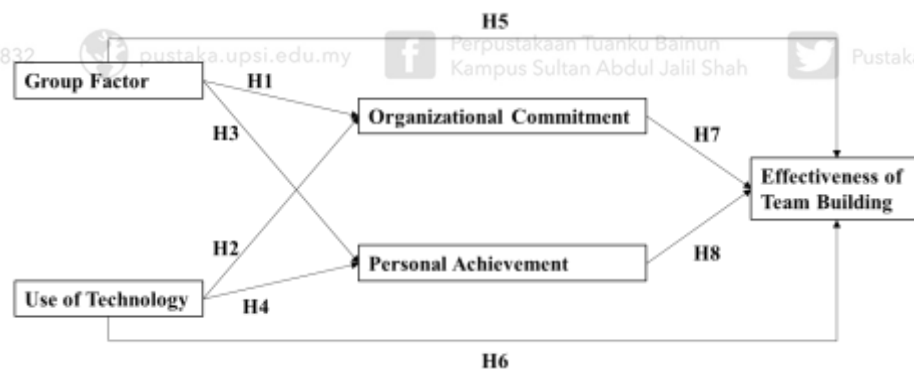 H5
832
pustaka.upsi.edu.my
Perpustakaan Tuanku Bainun
Kampus Sultan Abdul Jalil Shah
Pustaka
Group Factor
H1
Organizational Commitment
H3
H7
Effectiveness of
Team Building
H2
Personal Achievement
H8
Use of Technology
H4
H6